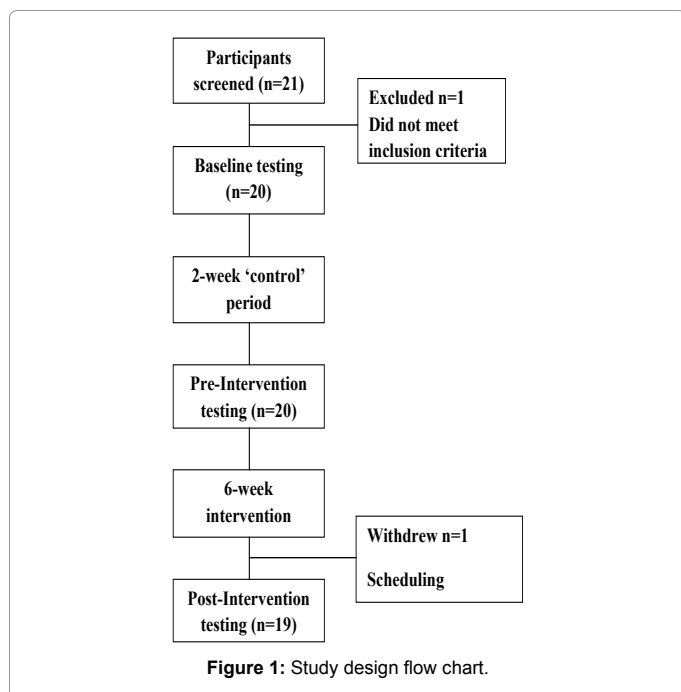 Participants
screened (n=21)
Excluded n=1
Did not meet
inclusion criteria
Baseline testing
(n=20)
2-week ‘control’
period
Pre-Intervention
testing (n=20)
6-week
intervention
Withdrew n=1
Scheduling
Post-Intervention
testing (n=19)
Figure 1: Study design flow chart.